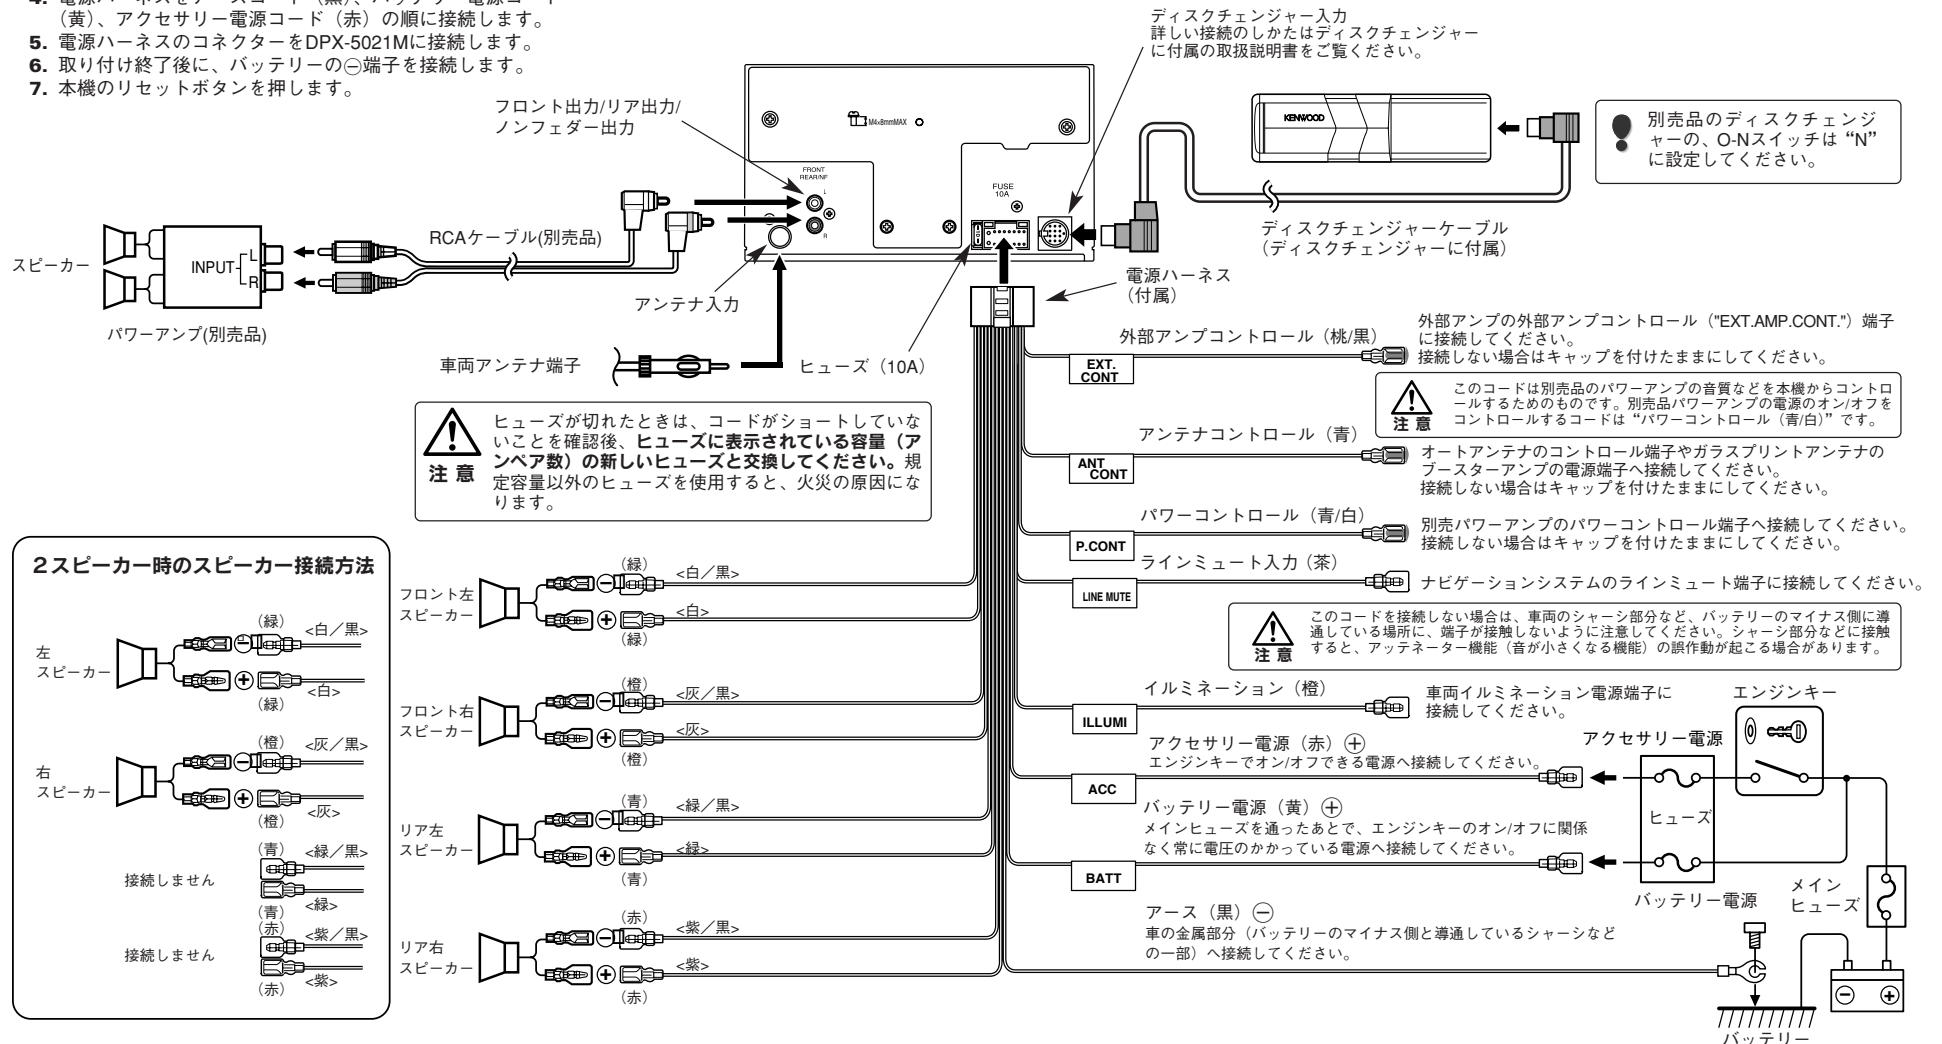 （黄）、アクセサリー電源コード（赤）の順に接続します。
5. 電源ハーネスのコネクターをDPX-5021Mに接続します。
6. 取り付け終了後に、バッテリーの⊖端子を接続します。
7. 本機のリセットボタンを押します。
フロント出力/リア出力/
ノンフェダー出力
ディスクチェンジャー入力
詳しい接続のしかたはディスクチェンジャー
に付属の取扱説明書をご覧ください。
M4x8mmMAX
FRONT
REAR/NF
L
R
FUSE
10A
KENWOOD
別売品のディスクチェンジ
ャーの、O-Nスイッチは “N”
に設定してください。
ディスクチェンジャーケーブル
（ディスクチェンジャーに付属）
スピーカー
INPUT
L
R
RCAケーブル(別売品)
パワーアンプ(別売品)
アンテナ入力
車両アンテナ端子
ヒューズ（10A）
電源ハーネス
（付属）
注 意
ヒューズが切れたときは、コードがショートしていな
いことを確認後、ヒューズに表示されている容量（ア
ンペア数）の新しいヒューズと交換してください。規
定容量以外のヒューズを使用すると、火災の原因にな
ります。
外部アンプコントロール（桃/黒）
EXT.
CONT
外部アンプの外部アンプコントロール（"EXT.AMP.CONT."）端子
に接続してください。
接続しない場合はキャップを付けたままにしてください。
注 意
このコードは別売品のパワーアンプの音質などを本機からコントロ
ールするためのものです。別売品パワーアンプの電源のオン/オフを
コントロールするコードは “パワーコントロール（青/白）” です。
アンテナコントロール（青）
ANT
CONT
オートアンテナのコントロール端子やガラスプリントアンテナの
ブースターアンプの電源端子へ接続してください。
接続しない場合はキャップを付けたままにしてください。
パワーコントロール（青/白）
P.CONT
別売パワーアンプのパワーコントロール端子へ接続してください。
接続しない場合はキャップを付けたままにしてください。
ラインミュート入力（茶）
LINE MUTE
ナビゲーションシステムのラインミュート端子に接続してください。
注 意
このコードを接続しない場合は、車両のシャーシ部分など、バッテリーのマイナス側に導
通している場所に、端子が接触しないように注意してください。シャーシ部分などに接触
すると、アッテネーター機能（音が小さくなる機能）の誤作動が起こる場合があります。
イルミネーション（橙）
ILLUMI
車両イルミネーション電源端子に
接続してください。
アクセサリー電源（赤）⊕
エンジンキーでオン/オフできる電源へ接続してください。
ACC
バッテリー電源（黄）⊕
メインヒューズを通ったあとで、エンジンキーのオン/オフに関係
なく常に電圧のかかっている電源へ接続してください。
BATT
アース（黒）⊖
車の金属部分（バッテリーのマイナス側と導通しているシャーシなど
の一部）へ接続してください。
エンジンキー
アクセサリー電源
ヒューズ
バッテリー電源
メイン
ヒューズ
⊖ ⊕
バッテリー
2スピーカー時のスピーカー接続方法
左
スピーカー
（緑）
<白／黒>
⊖
⊕
<白>
（緑）
右
スピーカー
（橙）
<灰／黒>
⊖
⊕
<灰>
（橙）
接続しません
（青）
<緑／黒>
<緑>
（青）
接続しません
（赤）
<紫／黒>
<紫>
（赤）
フロント左
スピーカー
（緑）
<白／黒>
⊖
⊕
<白>
（緑）
フロント右
スピーカー
（橙）
<灰／黒>
⊖
⊕
<灰>
（橙）
リア左
スピーカー
（青）
<緑／黒>
⊖
⊕
<緑>
（青）
リア右
スピーカー
（赤）
<紫／黒>
⊖
⊕
<紫>
（赤）